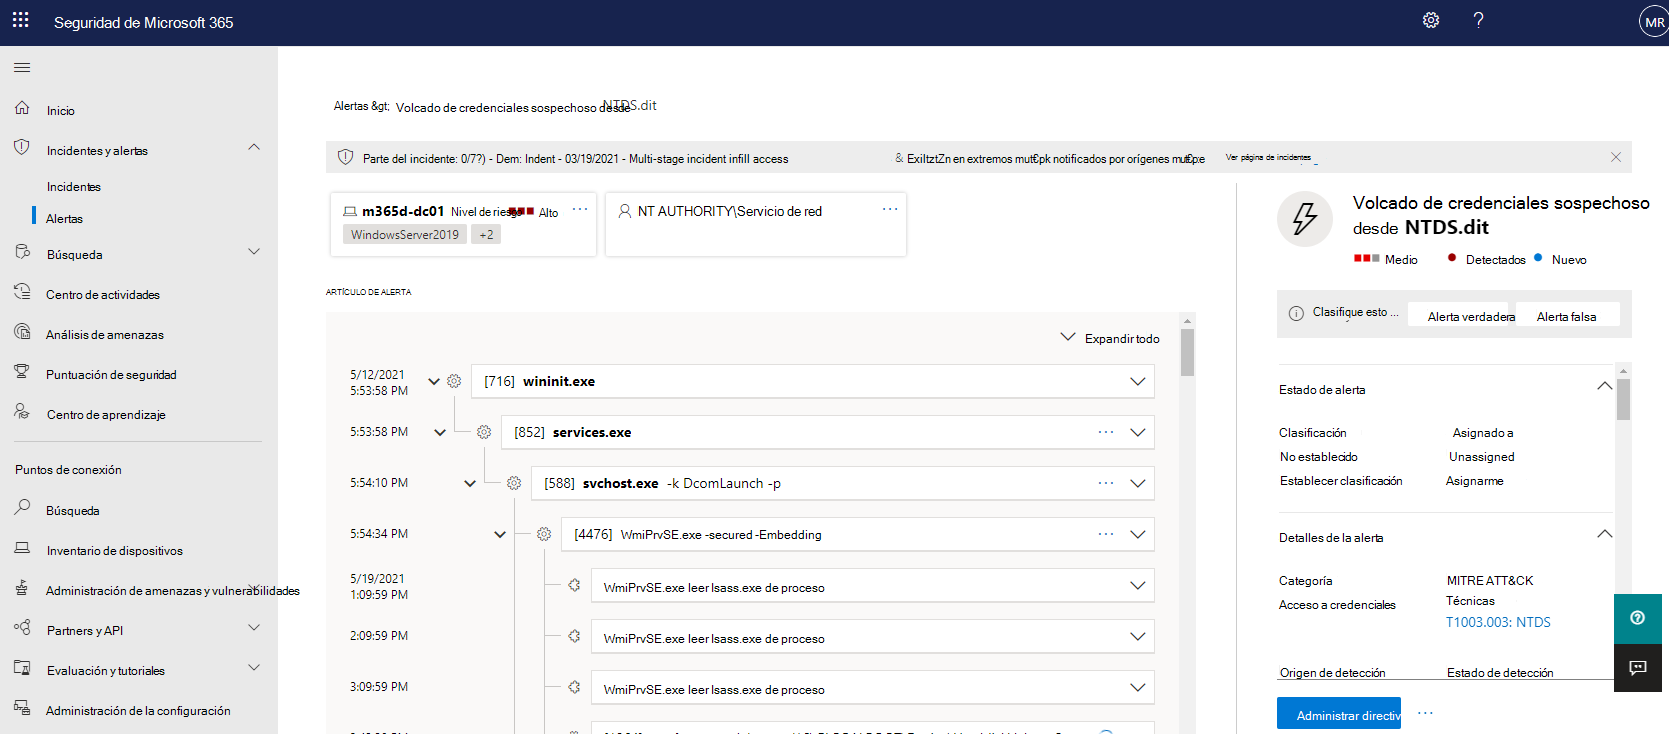 Seguridad de Microsoft 365
MR
Inicio
Incidentes y alertas
Incidentes
Alertas
Búsqueda
Centro de actividades
Análisis de amenazas
Puntuación de seguridad
Centro de aprendizaje
Puntos de conexión
Búsqueda
Inventario de dispositivos
Administración de amenazas y vulnerabilidades
Partners y API
Evaluación y tutoriales
Administración de la configuración
Alertas &gt; Volcado de credenciales sospechoso desde NTDS.dit
Parte del incidente: 0/7?) - Dem: Indent - 03/19/2021 - Multi-stage incident infill access
& ExiltztZn en extremos mut₢pk notificados por orígenes
Ver página de incidentes
m365d-dc01 Nivel de riesgo Alto
WindowsServer2019 +2
NT AUTHORITY\Servicio de red
ARTÍCULO DE ALERTA
Expandir todo
5/12/2021
5:53:58 PM
[716] wininit.exe
5:53:58 PM
[852] services.exe
5:54:10 PM
[588] svchost.exe -k DcomLaunch -p
5:54:34 PM
[4476] WmiPrvSE.exe -secured -Embedding
5/19/2021
1:09:59 PM
WmiPrvSE.exe leer lsass.exe de proceso
2:09:59 PM
WmiPrvSE.exe leer lsass.exe de proceso
3:09:59 PM
WmiPrvSE.exe leer lsass.exe de proceso
Volcado de credenciales sospechoso
desde NTDS.dit
Medio Detectados Nuevo
Clasifique esto ... Alerta verdadera Alerta falsa
Estado de alerta
Clasificación Asignado a
No establecido Unassigned
Establecer clasificación Asignarme
Detalles de la alerta
Categoría MITRE ATT&CK
Acceso a credenciales Técnicas
T1003.003: NTDS
Origen de detección Estado de detección
Administrar directiv